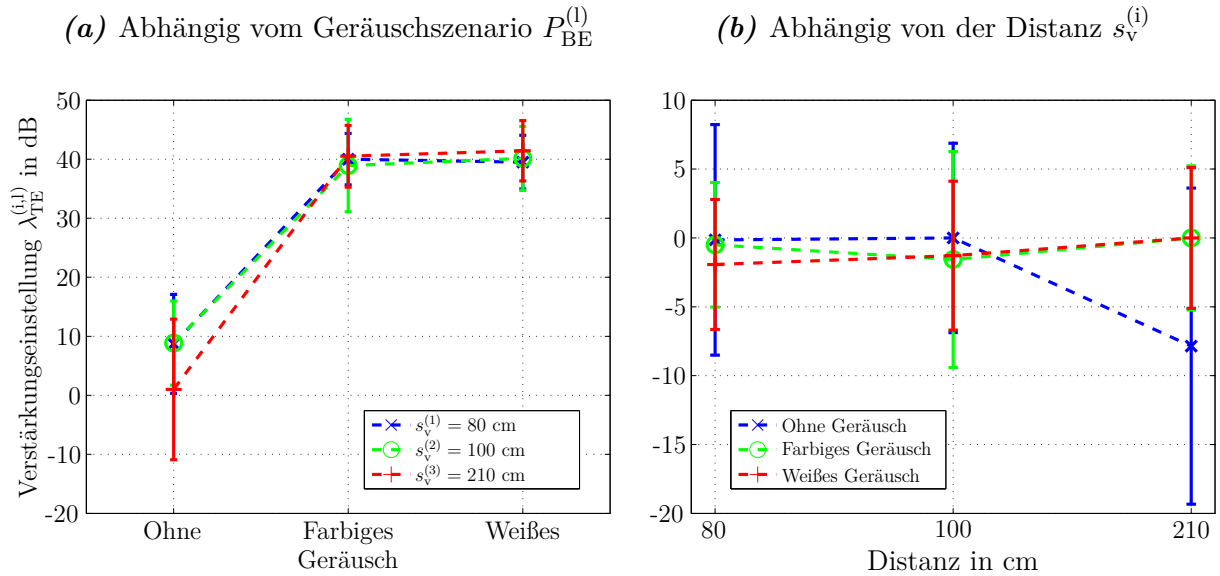 (a) Abhängig vom Geräuschszenario P_BE^(l)
Verstärkungseinstellung λ_TE^(i,l) in dB
50
40
30
20
10
0
-10
-20
s_v^(1) = 80 cm
s_v^(2) = 100 cm
s_v^(3) = 210 cm
Ohne Farbiges Weißes
Geräusch
(b) Abhängig von der Distanz s_v^(i)
10
5
0
-5
-10
-15
-20
Ohne Geräusch
Farbiges Geräusch
Weißes Geräusch
80 100 210
Distanz in cm